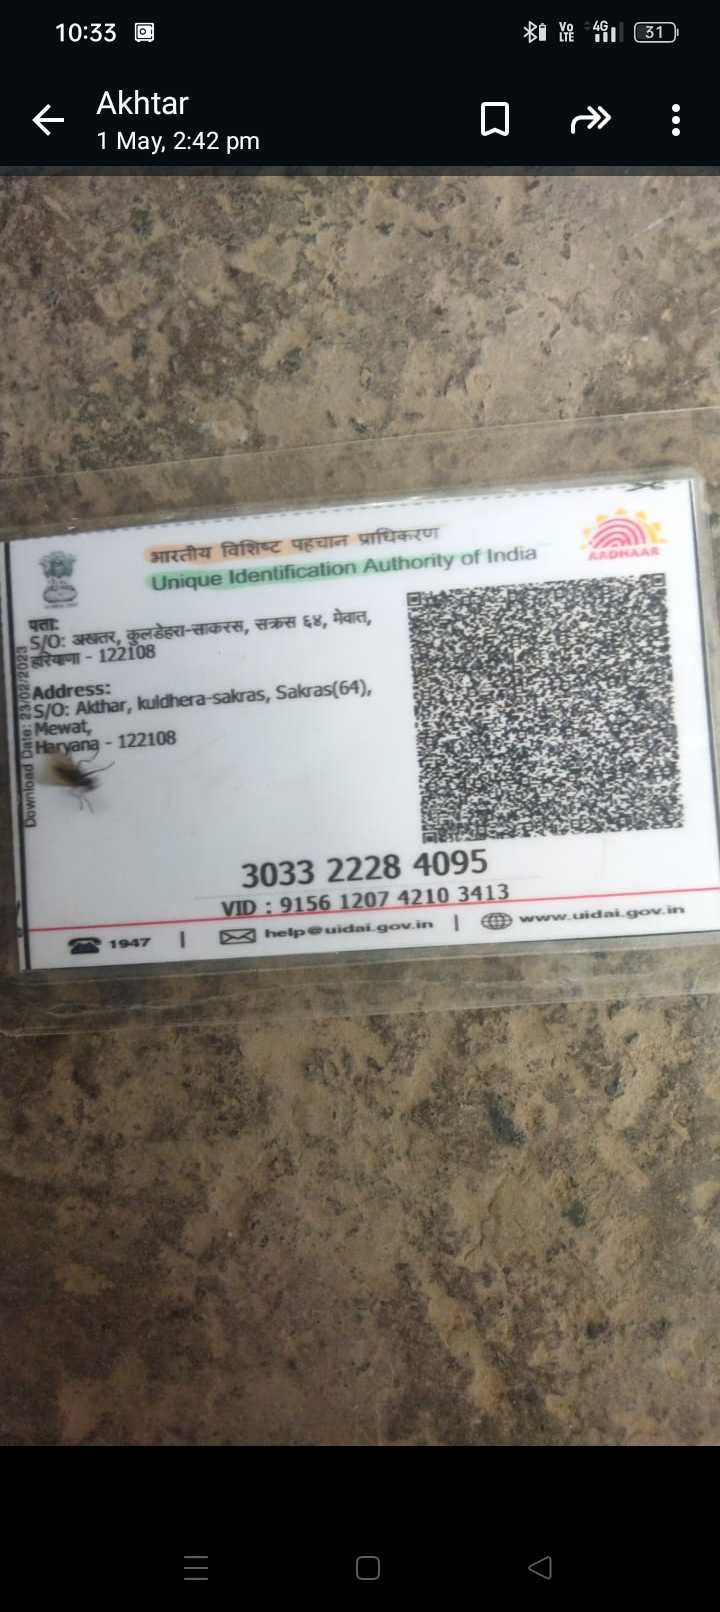 10:33
Vo LTE 4G 31
Akhtar
1 May, 2:42 pm
भारतीय विशिष्ट पहचान प्राधिकरण
Unique Identification Authority of India
AADHAAR
पता:
S/O: अखतर, कुलडेहरा-साकरस, सक्रस ६४, मेवात,
हरियाणा - 122108
Address:
S/O: Akthar, kuldhera-sakras, Sakras(64),
Mewat,
Haryana - 122108
Download Date: 23/02/2023
3033 2228 4095
VID : 9156 1207 4210 3413
1947 | help@uidai.gov.in | www.uidai.gov.in